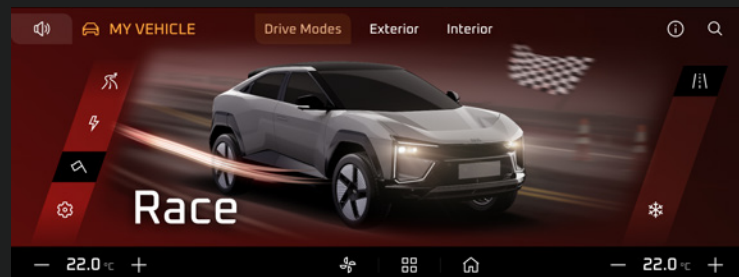 MY VEHICLE
Drive Modes Exterior Interior
Race
22.0 °C
22.0 °C